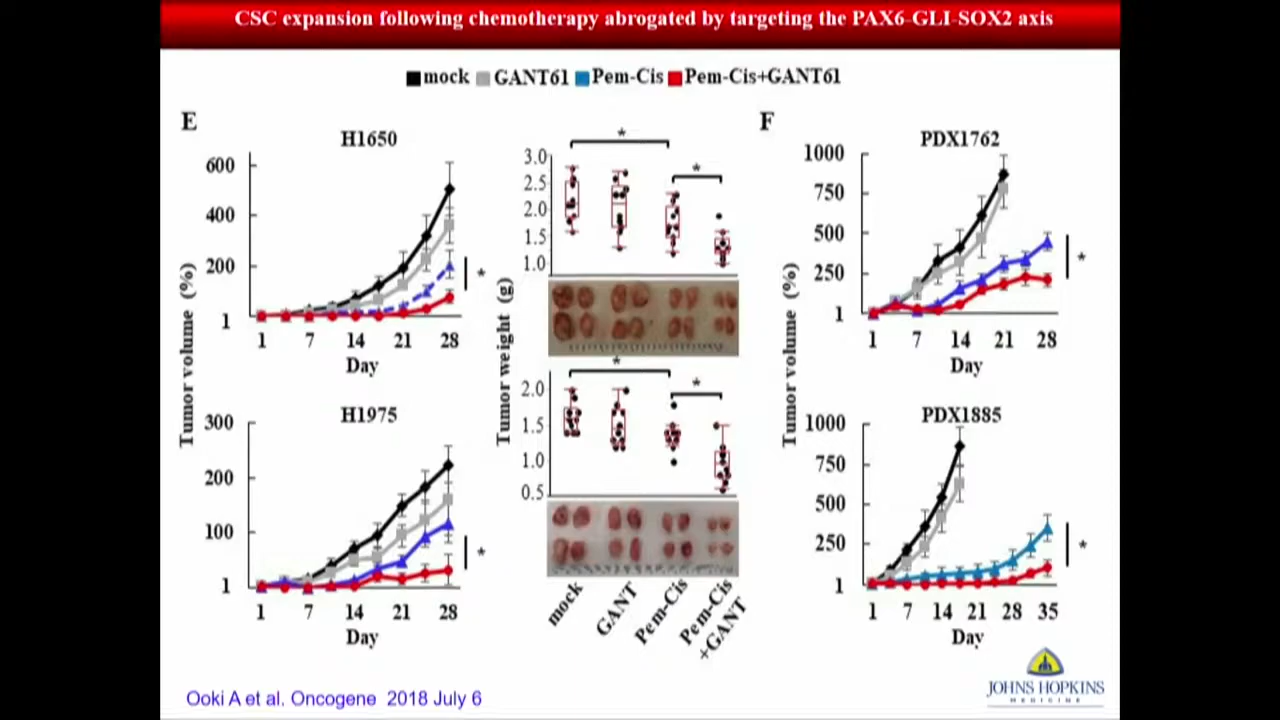 CSC expansion following chemotherapy abrogated by targeting the PAX6-GLI-SOX2 axis
mock GANT61 Pem-Cis Pem-Cis+GANT61
E
H1650
600
400
200
1
1 7 14 21 28
Day
Tumor volume (%)
H1975
300
200
100
1
1 7 14 21 28
Day
*
*
Tumor weight (g)
* *
3.0
2.5
2.0
1.5
1.0
* *
2.0
1.5
1.0
0.5
mock
GANT
Pem-Cis
Pem-Cis
+GANT
F
PDX1762
1000
750
500
250
1
1 7 14 21 28
Day
*
Tumor volume (%)
PDX1885
1000
750
500
250
1
1 7 14 21 28 35
Day
*
Ooki A et al. Oncogene 2018 July 6
JOHNS HOPKINS
MEDICINE